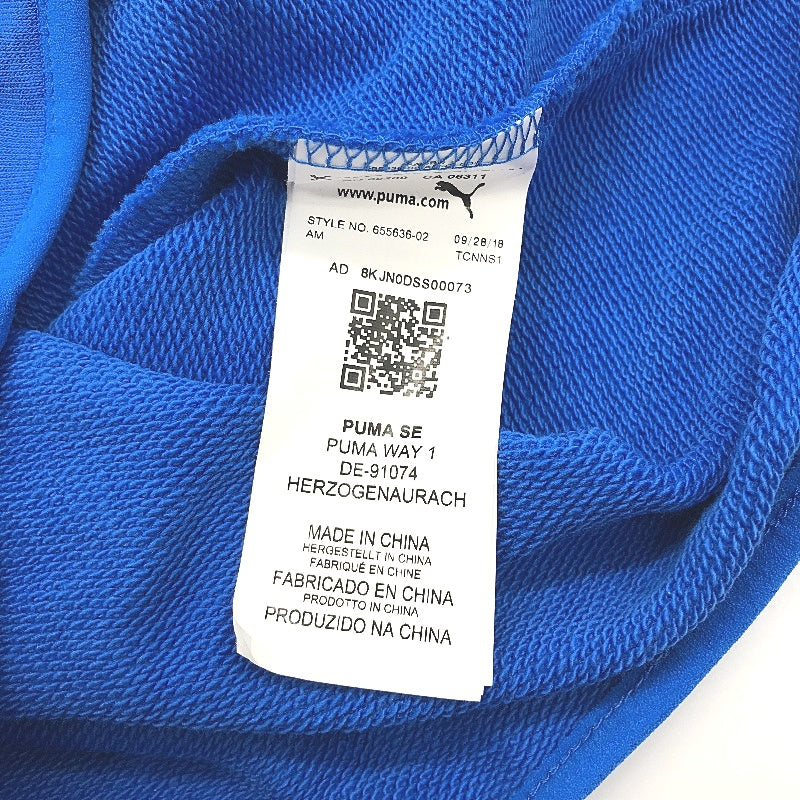 CA 06311
www.puma.com
STYLE NO. 655636-02 09/28/18
AM TCNNS1
AD 8KJN0DSS00073
PUMA SE
PUMA WAY 1
DE-91074
HERZOGENAURACH
MADE IN CHINA
HERGESTELLT IN CHINA
FABRIQUÉ EN CHINE
FABRICADO EN CHINA
PRODOTTO IN CHINA
PRODUZIDO NA CHINA